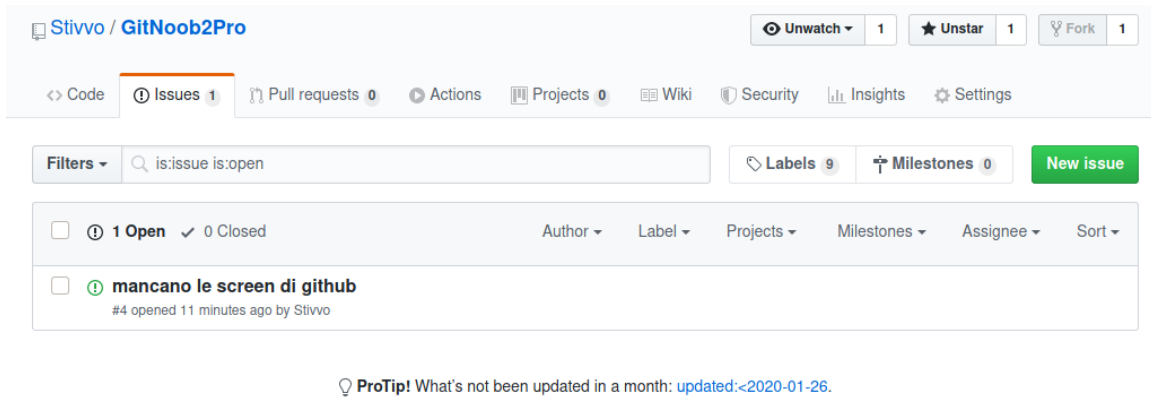 Stivvo / GitNoob2Pro
Unwatch 1 Unstar 1 Fork 1
Code Issues 1 Pull requests 0 Actions Projects 0 Wiki Security Insights Settings
Filters is:issue is:open Labels 9 Milestones 0 New issue
1 Open 0 Closed Author Label Projects Milestones Assignee Sort
mancano le screen di github
#4 opened 11 minutes ago by Stivvo
ProTip! What's not been updated in a month: updated:<2020-01-26.